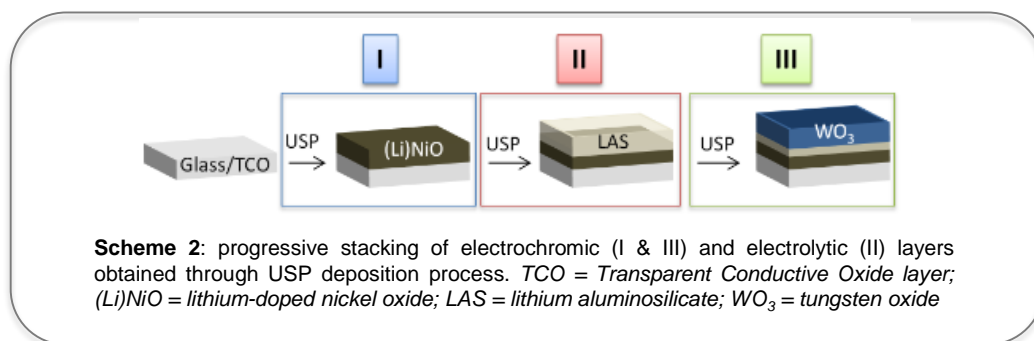 I II III
USP USP USP
Glass/TCO (Li)NiO LAS WO₃
Scheme 2: progressive stacking of electrochromic (I & III) and electrolytic (II) layers
obtained through USP deposition process. TCO = Transparent Conductive Oxide layer;
(Li)NiO = lithium-doped nickel oxide; LAS = lithium aluminosilicate; WO₃ = tungsten oxide